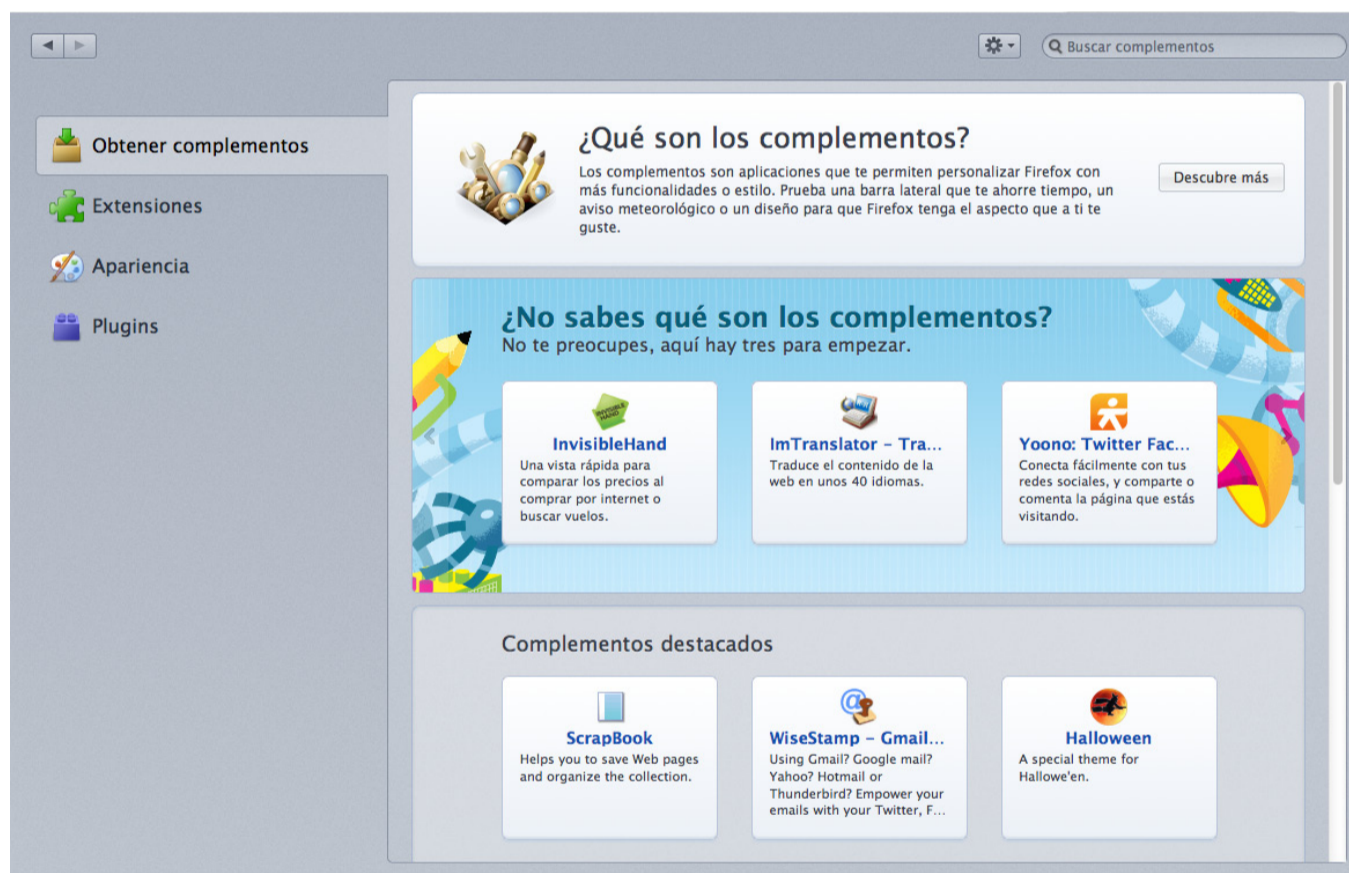 Buscar complementos
Obtener complementos
Extensiones
Apariencia
Plugins
¿Qué son los complementos?
Los complementos son aplicaciones que te permiten personalizar Firefox con
más funcionalidades o estilo. Prueba una barra lateral que te ahorre tiempo, un
aviso meteorológico o un diseño para que Firefox tenga el aspecto que a ti te
guste.
Descubre más
¿No sabes qué son los complementos?
No te preocupes, aquí hay tres para empezar.
INVISIBLE
HAND
InvisibleHand
Una vista rápida para
comparar los precios al
comprar por internet o
buscar vuelos.
ImTranslator – Tra...
Traduce el contenido de la
web en unos 40 idiomas.
Yoono: Twitter Fac...
Conecta fácilmente con tus
redes sociales, y comparte o
comenta la página que estás
visitando.
Complementos destacados
ScrapBook
Helps you to save Web pages
and organize the collection.
WiseStamp – Gmail...
Using Gmail? Google mail?
Yahoo? Hotmail or
Thunderbird? Empower your
emails with your Twitter, F...
Halloween
A special theme for
Hallowe'en.